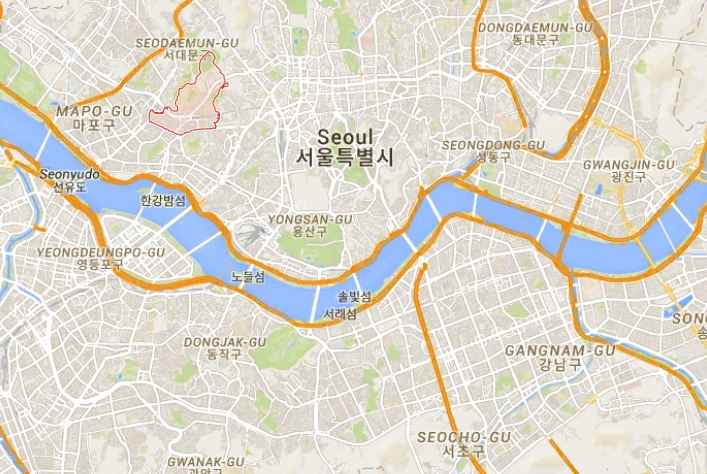 DONGDAEMUN-GU
동대문구
SEODAEMUN-GU
서대문
MAPO-GU
마포구
Seoul
서울특별시
SEONGDONG-GU
성동구
GWANGJIN-GU
광진구
Seonyudo
선유도
한강밤섬
YONGSAN-GU
용산구
YEONGDEUNGPO-GU
영등포구
노들섬
솔빛섬
서래섬
SONG
송
DONGJAK-GU
동작구
GANGNAM-GU
강남구
SEOCHO-GU
서초구
GWANAK-GU
관악구